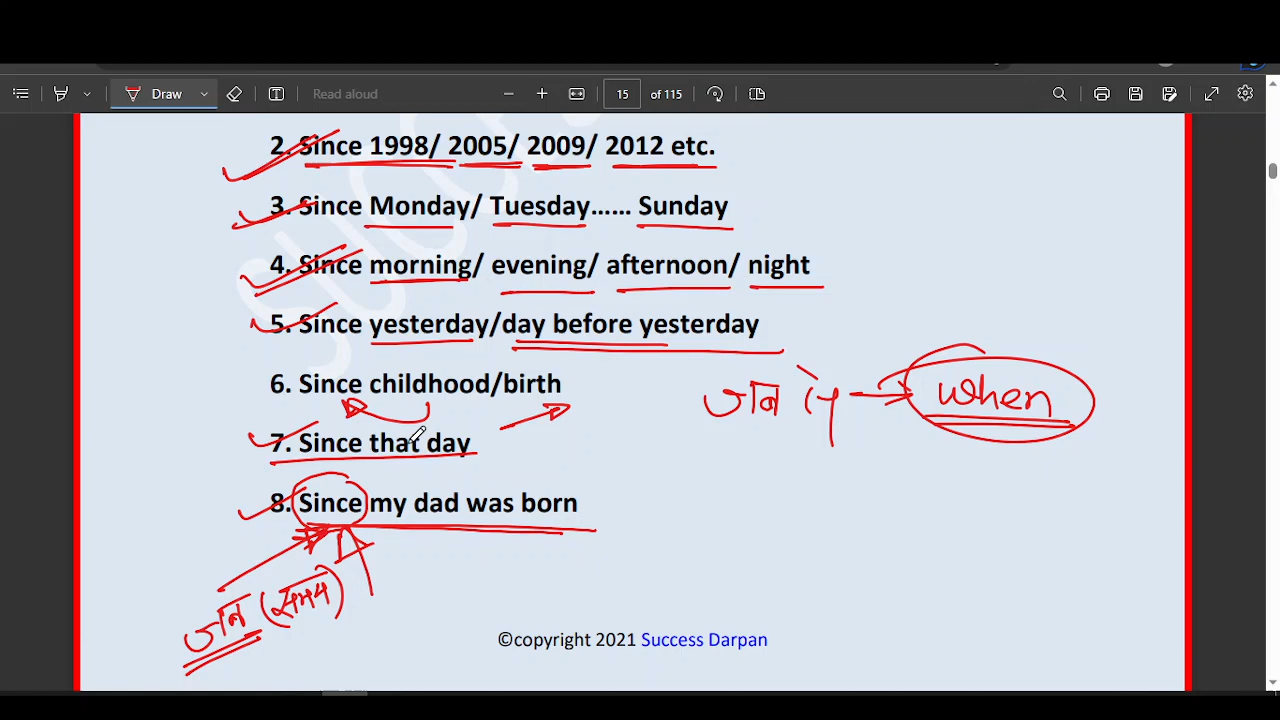 Draw
Read aloud
15 of 115
2. Since 1998/ 2005/ 2009/ 2012 etc.
3. Since Monday/ Tuesday...... Sunday
4. Since morning/ evening/ afternoon/ night
5. Since yesterday/day before yesterday
6. Since childhood/birth
जब when
7. Since that day
8. Since my dad was born
जब (समय)
©copyright 2021 Success Darpan